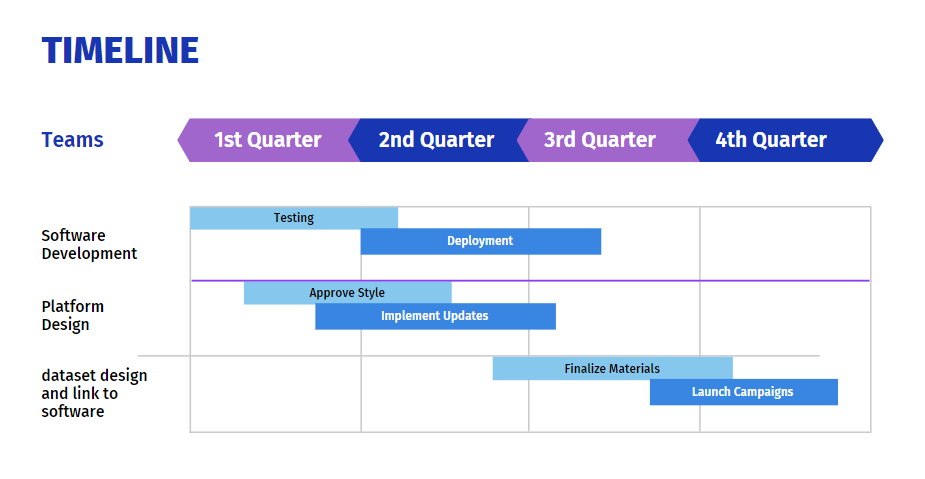 TIMELINE
Teams
1st Quarter
2nd Quarter
3rd Quarter
4th Quarter
Software
Development
Testing
Deployment
Platform
Design
Approve Style
Implement Updates
dataset design
and link to
software
Finalize Materials
Launch Campaigns